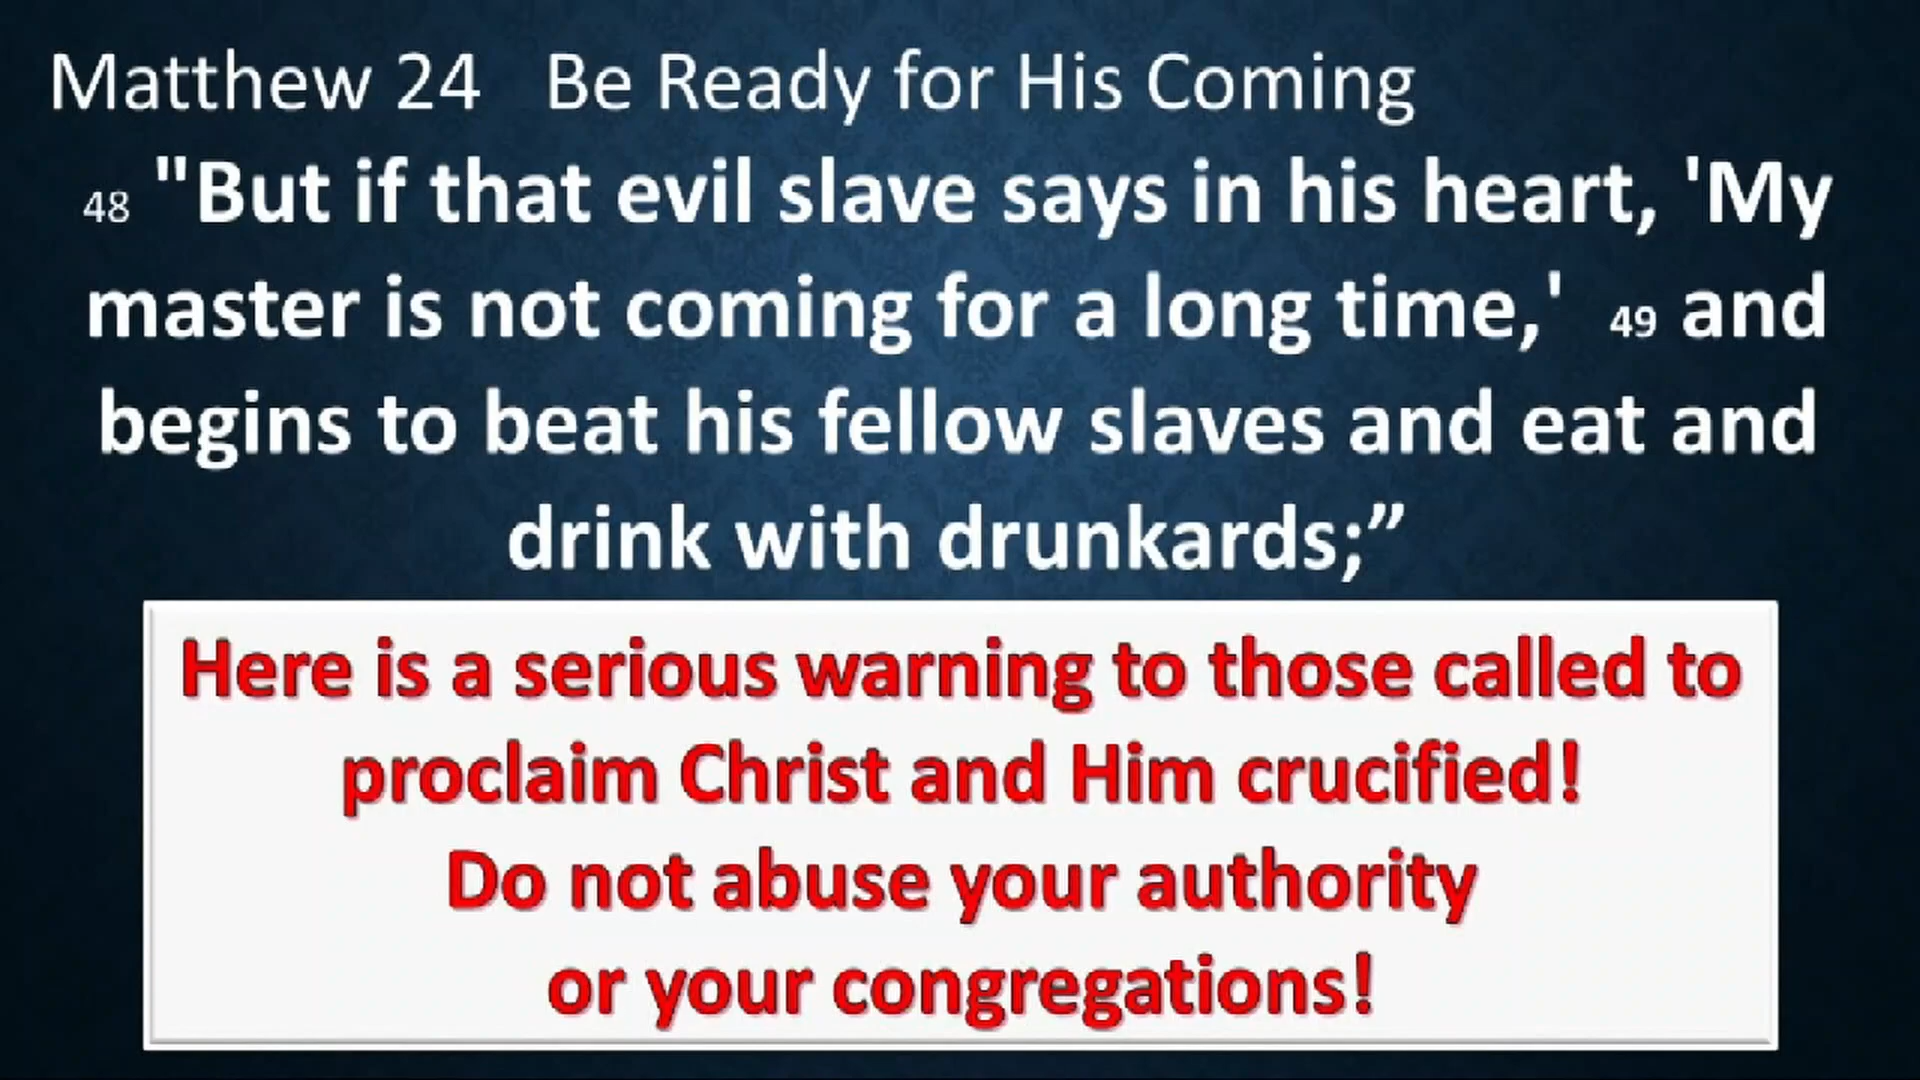 Matthew 24   Be Ready for His Coming
48 "But if that evil slave says in his heart, 'My
master is not coming for a long time,'  49 and
begins to beat his fellow slaves and eat and
drink with drunkards;”
Here is a serious warning to those called to
proclaim Christ and Him crucified!
Do not abuse your authority
or your congregations!